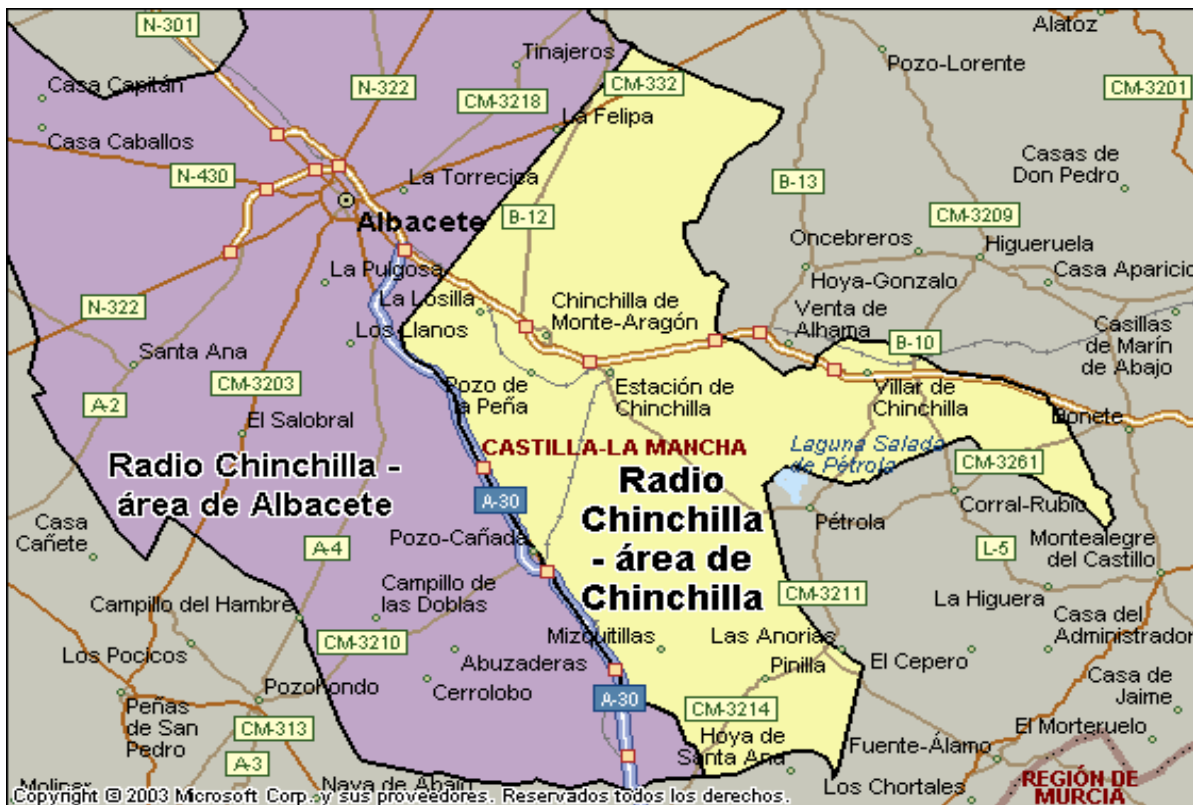 N-301
Alatoz
Tinajeros
Pozo-Lorente
Casa Capitán
N-322
CM-332
CM-3201
CM-3218
La Felipa
Casa Caballos
Casas de
Don Pedro
N-430
La Torrecica
B-13
Albacete
B-12
CM-3209
Oncebreros
Higueruela
La Pulgosa
Hoya-Gonzalo
Casa Aparicio
N-322
La Losilla
Chinchilla de
Monte-Aragón
Venta de
Alhama
Los Llanos
Casillas
de Marín
de Abajo
B-10
Santa Ana
CM-3203
Pozo de
la Peña
Estación de
Chinchilla
Villar de
Chinchilla
A-2
El Salobral
Bonete
CASTILLA-LA MANCHA
Laguna Salada
de Pétrola
CM-3261
Radio Chinchilla -
área de Albacete
Radio
Chinchilla
- área de
Chinchilla
A-30
Corral-Rubio
Pétrola
Casa
Cañete
A-4
Pozo-Cañada
L-5
Montealegre
del Castillo
Campillo de
las Doblas
CM-3211
La Higuera
Campillo del Hambre
Casa del
Administrador
CM-3210
Mizquitillas
Las Anorias
Los Pocicos
Abuzaderas
El Cepero
Pinilla
Cerrolobo
Pozohondo
A-30
Casa de
Jaime
Peñas
de San
Pedro
CM-313
CM-3214
El Morteruelo
Hoya de
Santa Ana
Fuente-Álamo
A-3
Nava de Abajo
Los Chortales
REGIÓN DE
MURCIA
Copyright © 2003 Microsoft Corp. y sus proveedores. Reservados todos los derechos.